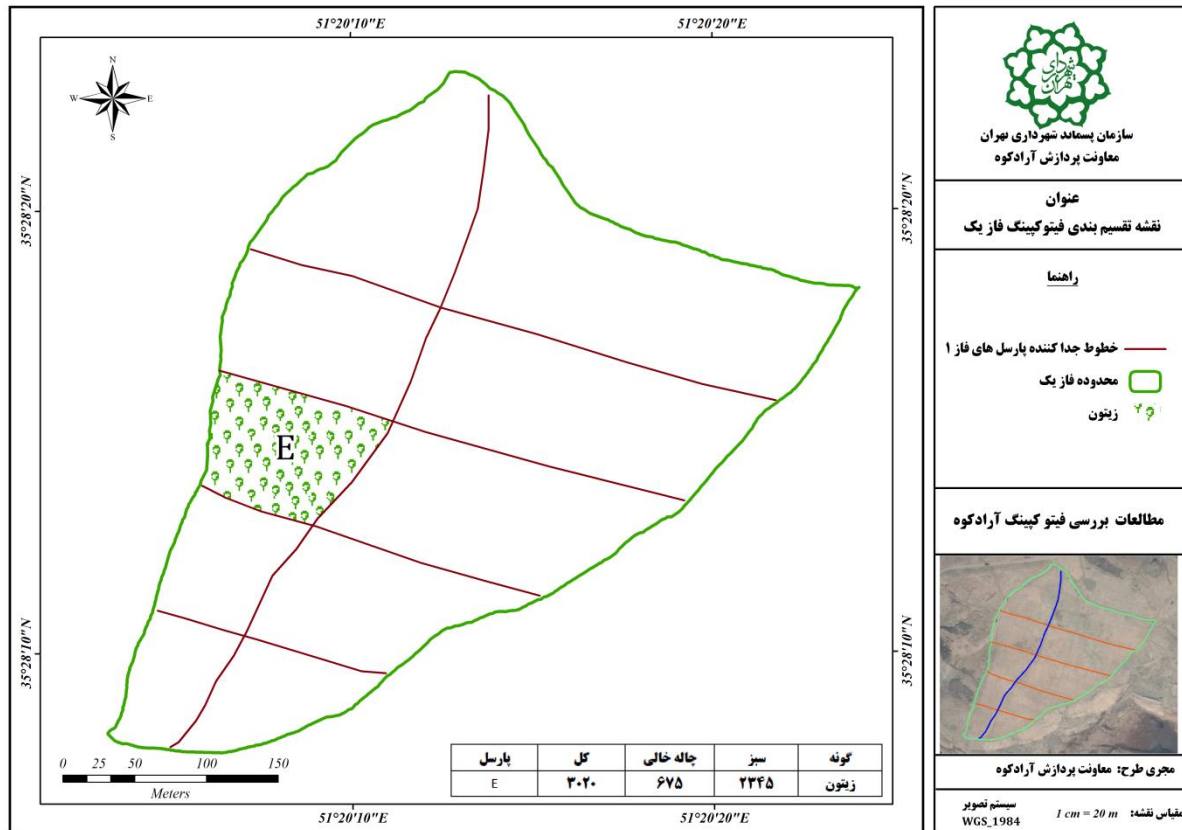 51°20'10"E
51°20'20"E
35°28'20"N
35°28'20"N
35°28'10"N
35°28'10"N
51°20'10"E
51°20'20"E
N
W
E
S
E
0 50 100 150
Meters
گونه سبز چاله خالی کل پارسل
زیتون ۲۳۴۵ ۶۷۵ ۳۰۲۰ E
شهرداری تهران
سازمان پسماند شهرداری تهران
معاونت پردازش آرادکوه
عنوان
نقشه تقسیم بندی فیتوکپینگ فاز یک
راهنما
خطوط جدا کننده پارسل های فاز ۱
محدوده فاز یک
زیتون
مطالعات بررسی فیتو کپینگ آرادکوه
مجری طرح: معاونت پردازش آرادکوه
مقیاس نقشه: 1 cm = 20 m
سیستم تصویر
WGS_1984